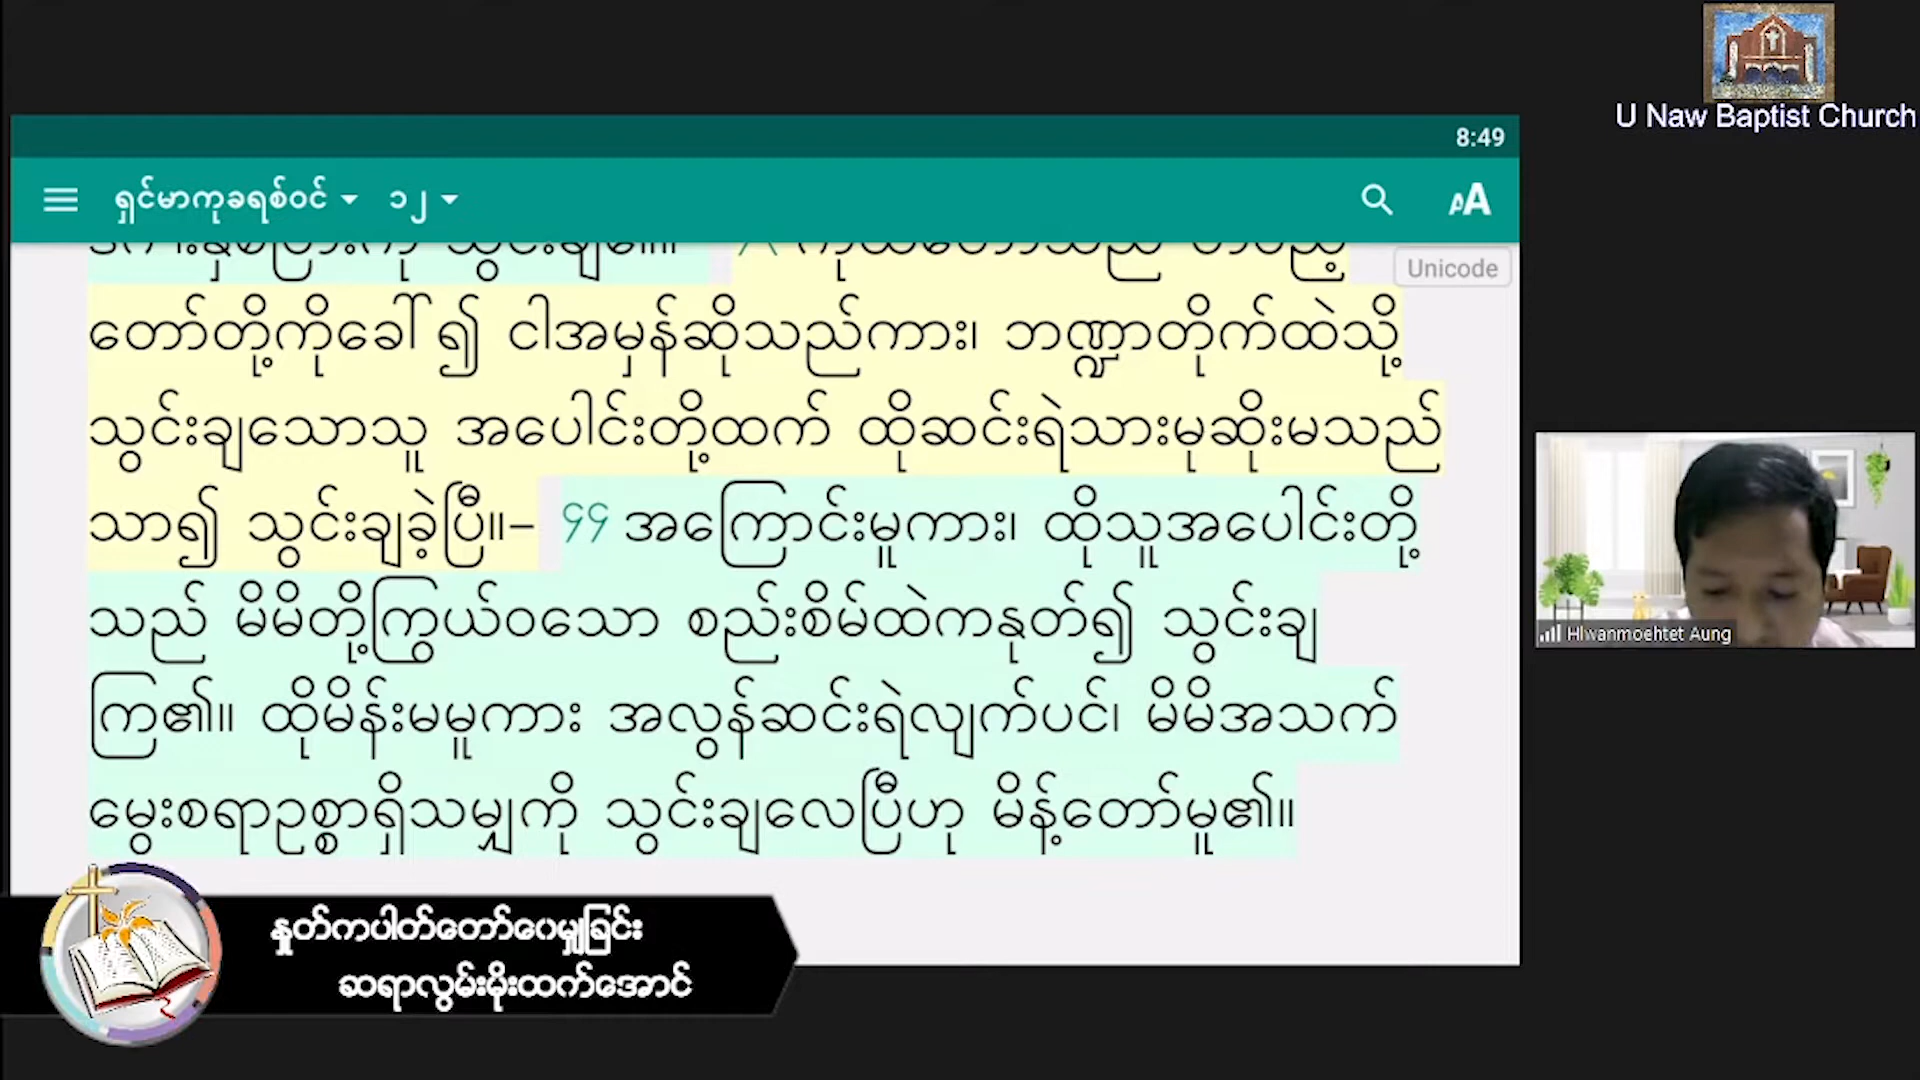 U Naw Baptist Church
8:49
ရှင်မာကုခရစ်ဝင် ၁၂
AA
Unicode
တော်တို့ကိုခေါ်၍ ငါအမှန်ဆိုသည်ကား၊ ဘဏ္ဍာတိုက်ထဲသို့
သွင်းချသောသူ အပေါင်းတို့ထက် ထိုဆင်းရဲသားမုဆိုးမသည်
သာ၍ သွင်းချခဲ့ပြီ။– ၄၄ အကြောင်းမူကား၊ ထိုသူအပေါင်းတို့
သည် မိမိတို့ကြွယ်ဝသော စည်းစိမ်ထဲကနုတ်၍ သွင်းချ
ကြ၏။ ထိုမိန်းမမူကား အလွန်ဆင်းရဲလျက်ပင်၊ မိမိအသက်
မွေးစရာဥစ္စာရှိသမျှကို သွင်းချလေပြီဟု မိန့်တော်မူ၏။
Hlwanmoehtet Aung
နှုတ်ကပါတ်တော်ဝေမျှခြင်း
ဆရာလွမ်းမိုးထက်အောင်